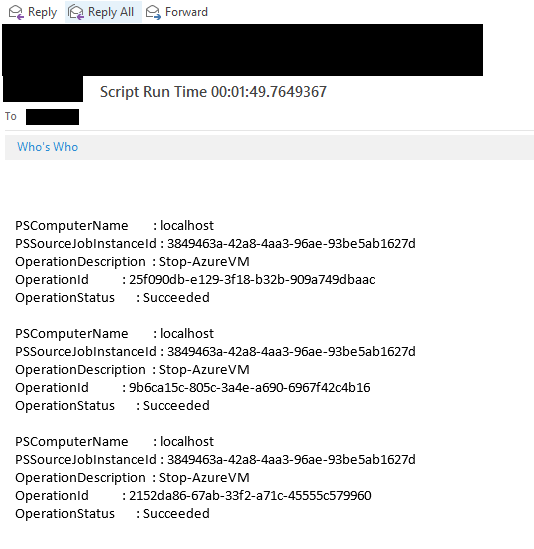 Reply Reply All Forward
Script Run Time 00:01:49.7649367
To
Who's Who
PSComputerName : localhost
PSSourceJobInstanceId : 3849463a-42a8-4aa3-96ae-93be5ab1627d
OperationDescription : Stop-AzureVM
OperationId : 25f090db-e129-3f18-b32b-909a749dbaac
OperationStatus : Succeeded
PSComputerName : localhost
PSSourceJobInstanceId : 3849463a-42a8-4aa3-96ae-93be5ab1627d
OperationDescription : Stop-AzureVM
OperationId : 9b6ca15c-805c-3a4e-a690-6967f42c4b16
OperationStatus : Succeeded
PSComputerName : localhost
PSSourceJobInstanceId : 3849463a-42a8-4aa3-96ae-93be5ab1627d
OperationDescription : Stop-AzureVM
OperationId : 2152da86-67ab-33f2-a71c-45555c579960
OperationStatus : Succeeded